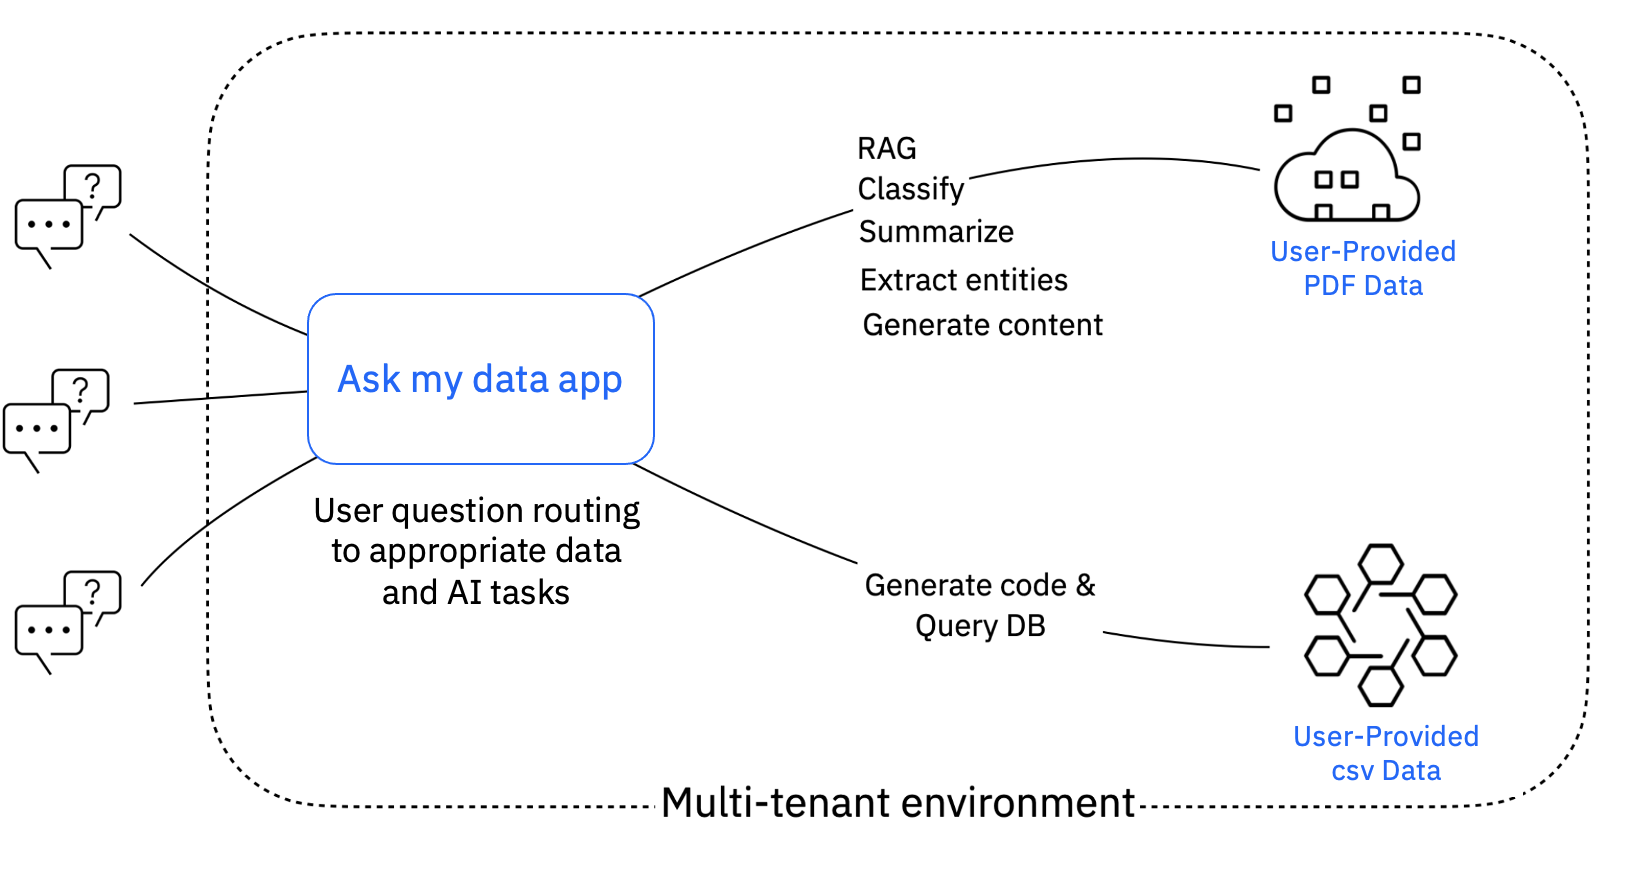 ?
?
?
Ask my data app
User question routing
to appropriate data
and AI tasks
RAG
Classify
Summarize
Extract entities
Generate content
User-Provided
PDF Data
Generate code &
Query DB
User-Provided
csv Data
Multi-tenant environment